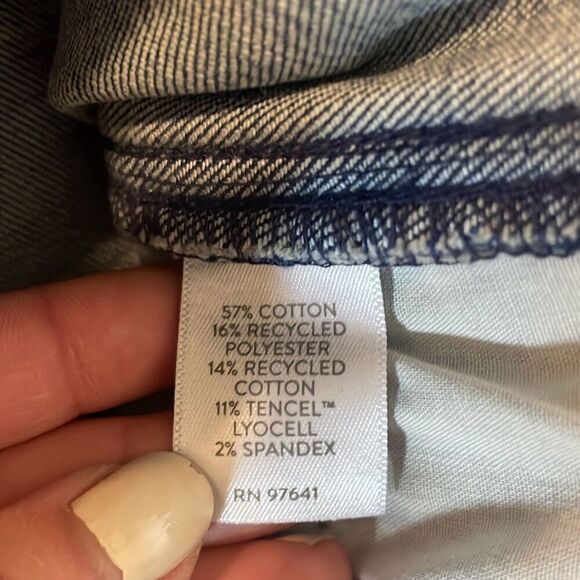 57% COTTON
16% RECYCLED
POLYESTER
14% RECYCLED
COTTON
11% TENCEL™
LYOCELL
2% SPANDEX
RN 97641